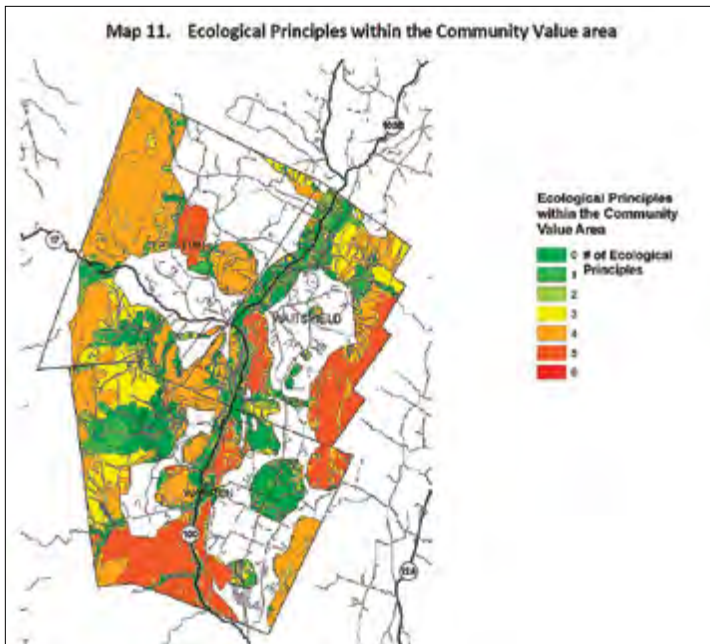 Map 11. Ecological Principles within the Community Value area
100B
17
WAITSFIELD
100
12A
Ecological Principles
within the Community
Value Area
0 # of Ecological
1 Principles
2
3
4
5
6